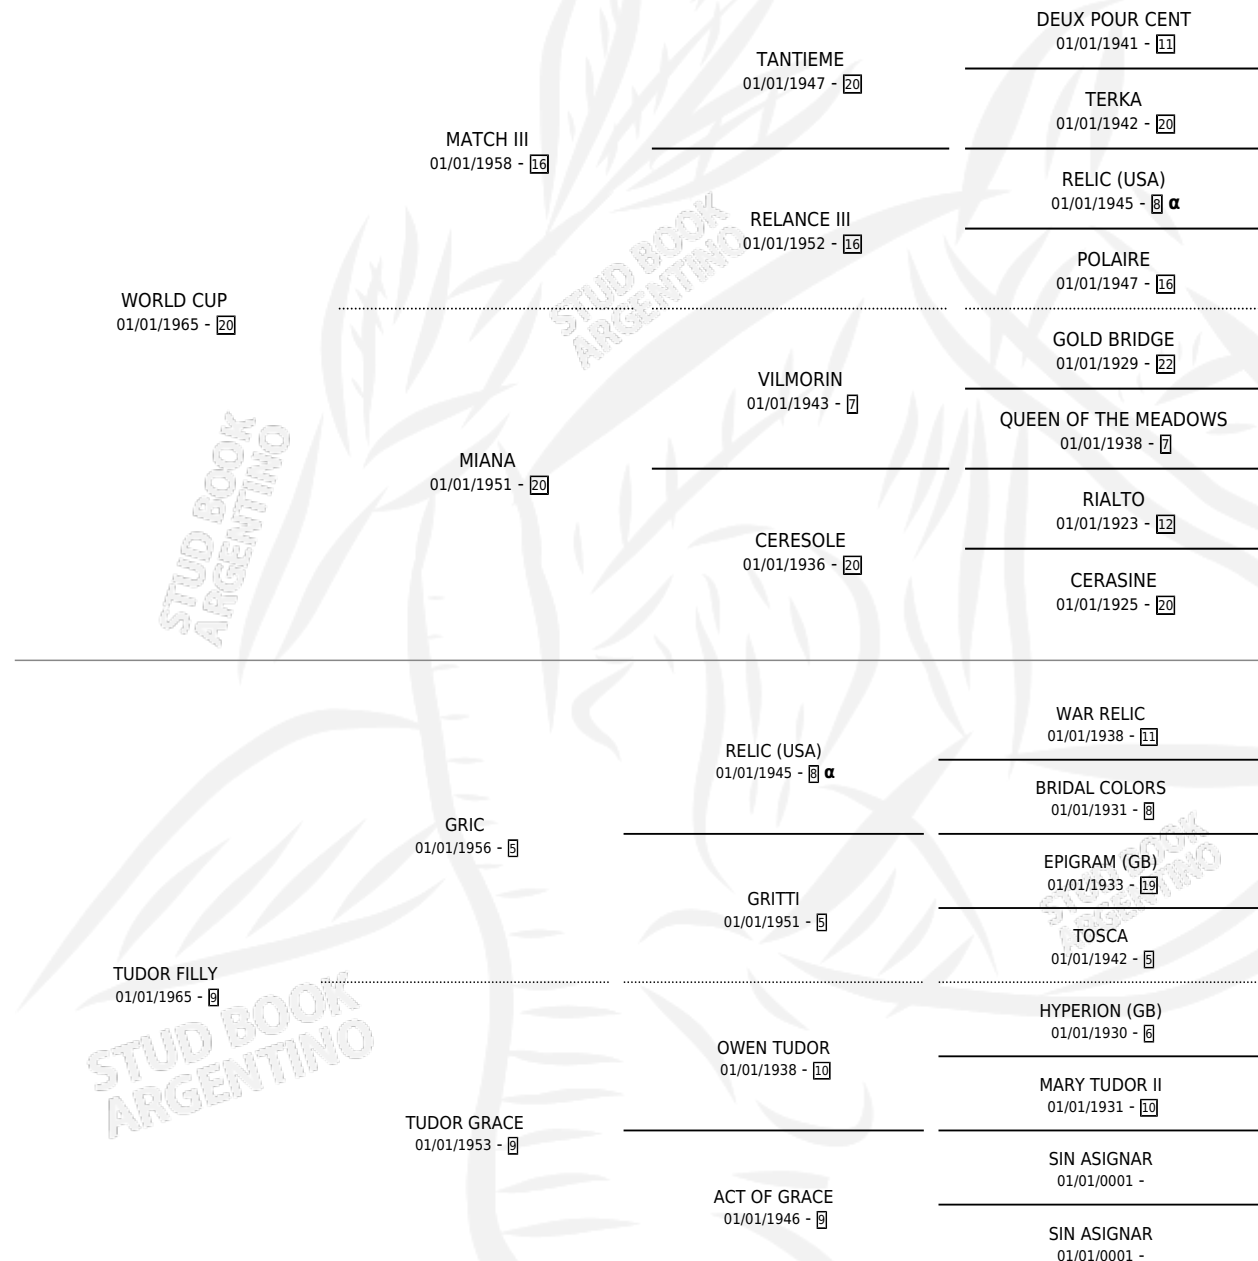 DEUX POUR CENT
01/01/1941 - 11
TANTIEME
01/01/1947 - 20
TERKA
01/01/1942 - 20
MATCH III
01/01/1958 - 16
RELIC (USA)
01/01/1945 - 8 α
RELANCE III
01/01/1952 - 16
POLAIRE
01/01/1947 - 16
WORLD CUP
01/01/1965 - 20
GOLD BRIDGE
01/01/1929 - 22
VILMORIN
01/01/1943 - 7
QUEEN OF THE MEADOWS
01/01/1938 - 7
MIANA
01/01/1951 - 20
RIALTO
01/01/1923 - 12
CERESOLE
01/01/1936 - 20
CERASINE
01/01/1925 - 20
WAR RELIC
01/01/1938 - 11
RELIC (USA)
01/01/1945 - 8 α
BRIDAL COLORS
01/01/1931 - 8
GRIC
01/01/1956 - 5
EPIGRAM (GB)
01/01/1933 - 19
GRITTI
01/01/1951 - 5
TOSCA
01/01/1942 - 5
TUDOR FILLY
01/01/1965 - 9
HYPERION (GB)
01/01/1930 - 6
OWEN TUDOR
01/01/1938 - 10
MARY TUDOR II
01/01/1931 - 10
TUDOR GRACE
01/01/1953 - 9
SIN ASIGNAR
01/01/0001 -
ACT OF GRACE
01/01/1946 - 9
SIN ASIGNAR
01/01/0001 -
STUD BOOK
ARGENTINO
STUD BOOK
ARGENTINO
STUD BOOK
ARGENTINO
STUD BOOK
ARGENTINO